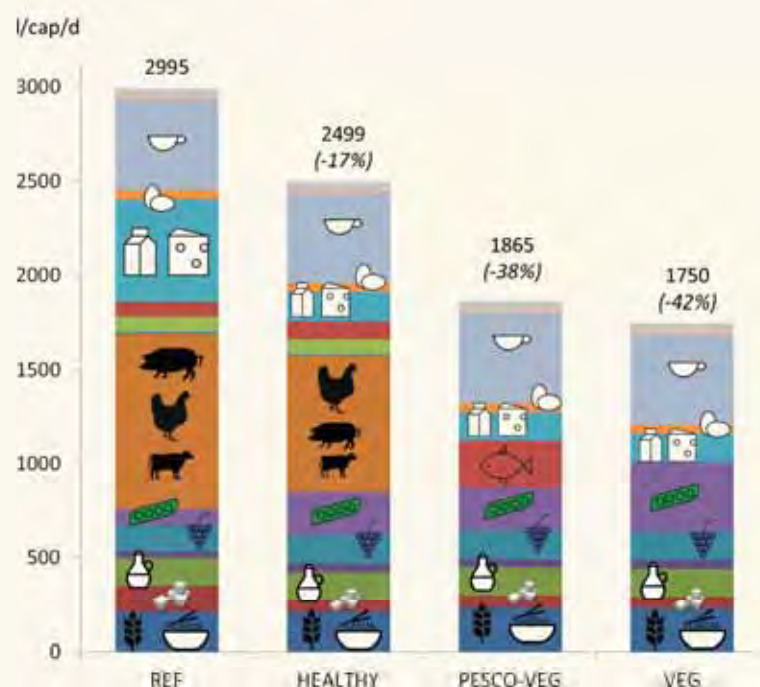 l/cap/d
3000
2500
2000
1500
1000
500
0
2995
2499
(-17%)
1865
(-38%)
1750
(-42%)
REF
HEALTHY
PESCO-VEG
VEG